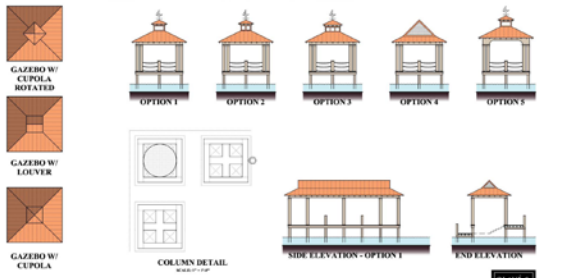 OPTION 1
OPTION 2
OPTION 3
OPTION 4
OPTION 5
GAZEBO W/
CUPOLA
ROTATED
GAZEBO W/
LOUVER
GAZEBO W/
CUPOLA
COLUMN DETAIL
SIDE ELEVATION - OPTION 1
END ELEVATION